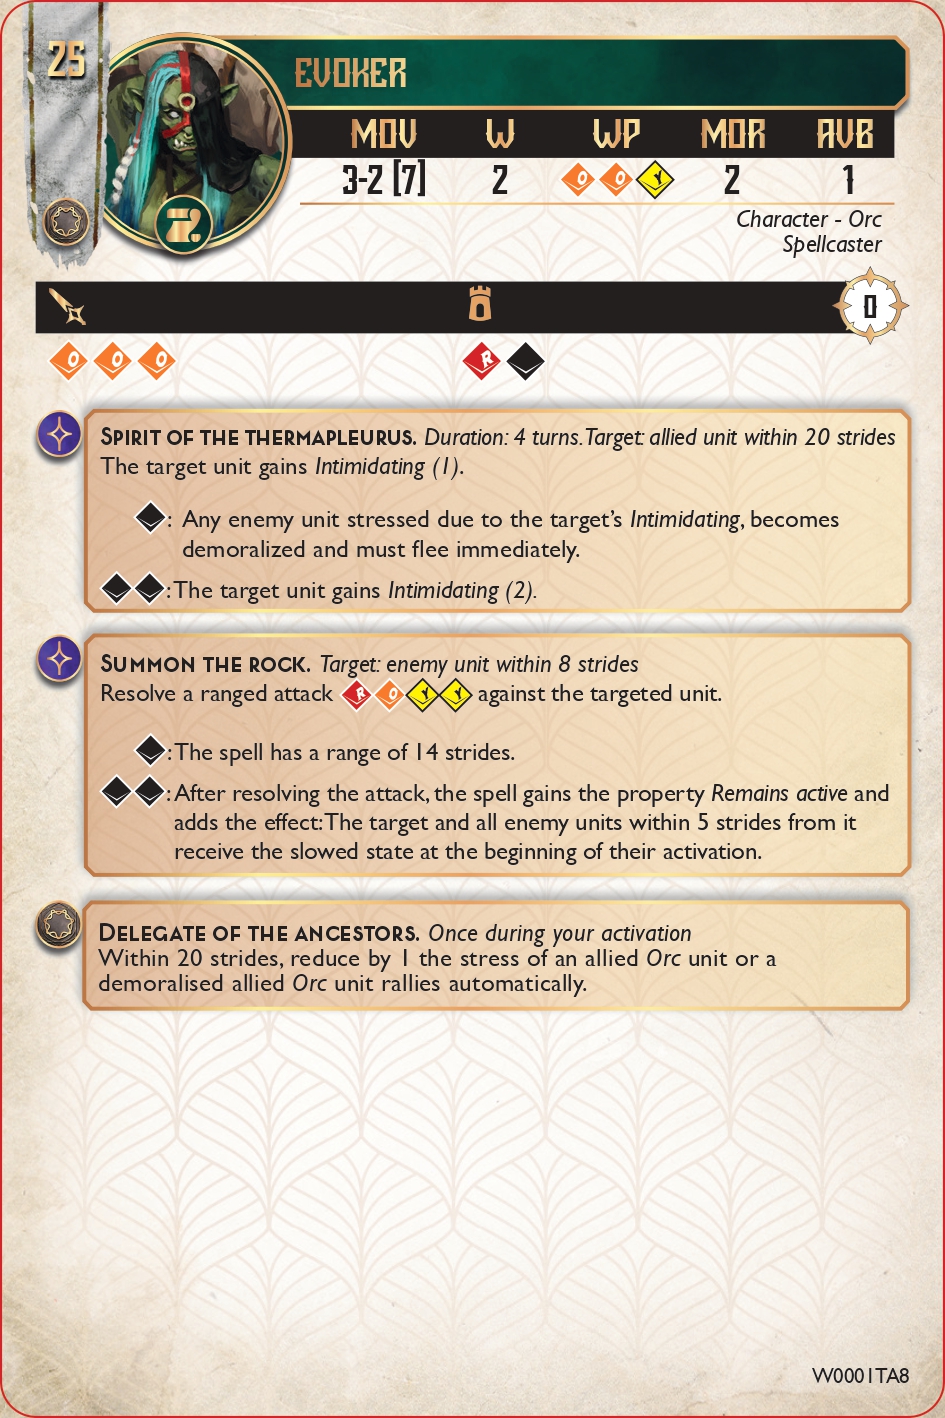 25
EVOKER
MOV W WP MOR AVB
3-2 [7] 2 O O Y 2 1
Character - Orc
Spellcaster
0
O O O R
SPIRIT OF THE THERMAPLEURUS. Duration: 4 turns. Target: allied unit within 20 strides
The target unit gains Intimidating (1).
: Any enemy unit stressed due to the target's Intimidating, becomes
demoralized and must flee immediately.
: The target unit gains Intimidating (2).
SUMMON THE ROCK. Target: enemy unit within 8 strides
Resolve a ranged attack R O Y Y against the targeted unit.
: The spell has a range of 14 strides.
: After resolving the attack, the spell gains the property Remains active and
adds the effect: The target and all enemy units within 5 strides from it
receive the slowed state at the beginning of their activation.
DELEGATE OF THE ANCESTORS. Once during your activation
Within 20 strides, reduce by 1 the stress of an allied Orc unit or a
demoralised allied Orc unit rallies automatically.
W0001TA8